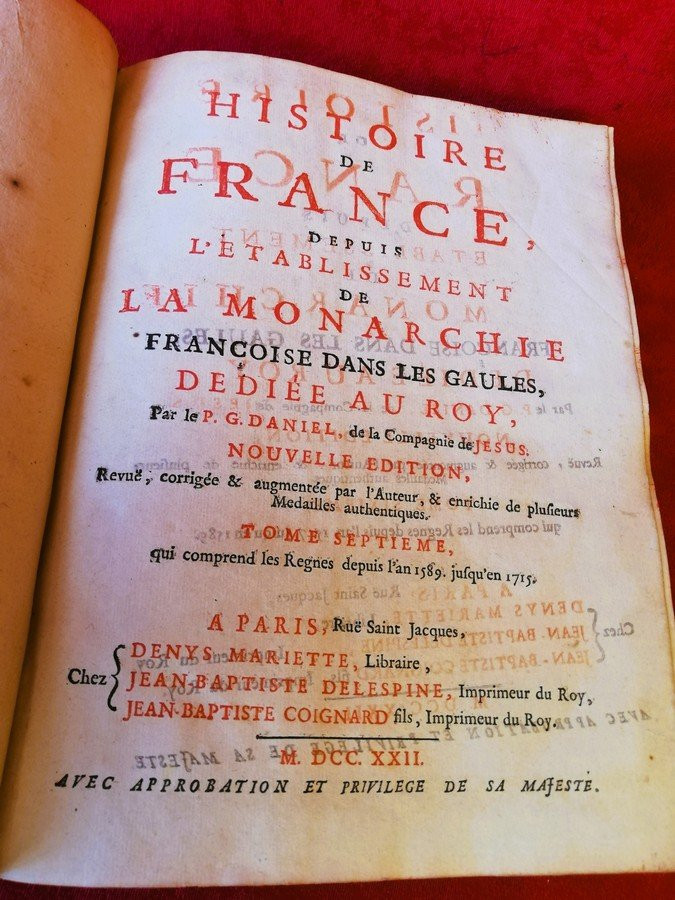 HISTOIRE
DE
FRANCE,
DEPUIS
L'ETABLISSEMENT
DE
LA MONARCHIE
FRANÇOISE DANS LES GAULES,
DEDIÉE AU ROY,
Par le P. G. DANIEL, de la Compagnie de JESUS.
NOUVELLE EDITION,
Revuë, corrigée & augmentée par l'Auteur, & enrichie de plusieurs
Medailles authentiques.
TOME SEPTIEME,
qui comprend les Regnes depuis l'an 1589. jusqu'en 1715.
A PARIS, Ruë Saint Jacques,
Chez { DENYS MARIETTE, Libraire,
JEAN-BAPTISTE DELESPINE, Imprimeur du Roy,
JEAN-BAPTISTE COIGNARD fils, Imprimeur du Roy.
M. DCC. XXII.
AVEC APPROBATION ET PRIVILEGE DE SA MAJESTE.